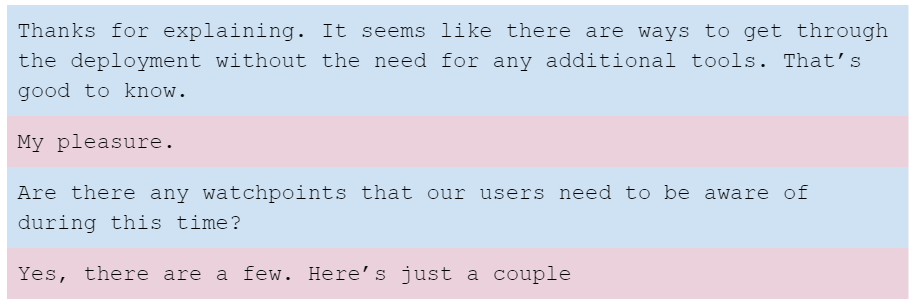 Thanks for explaining. It seems like there are ways to get through
the deployment without the need for any additional tools. That’s
good to know.
My pleasure.
Are there any watchpoints that our users need to be aware of
during this time?
Yes, there are a few. Here’s just a couple